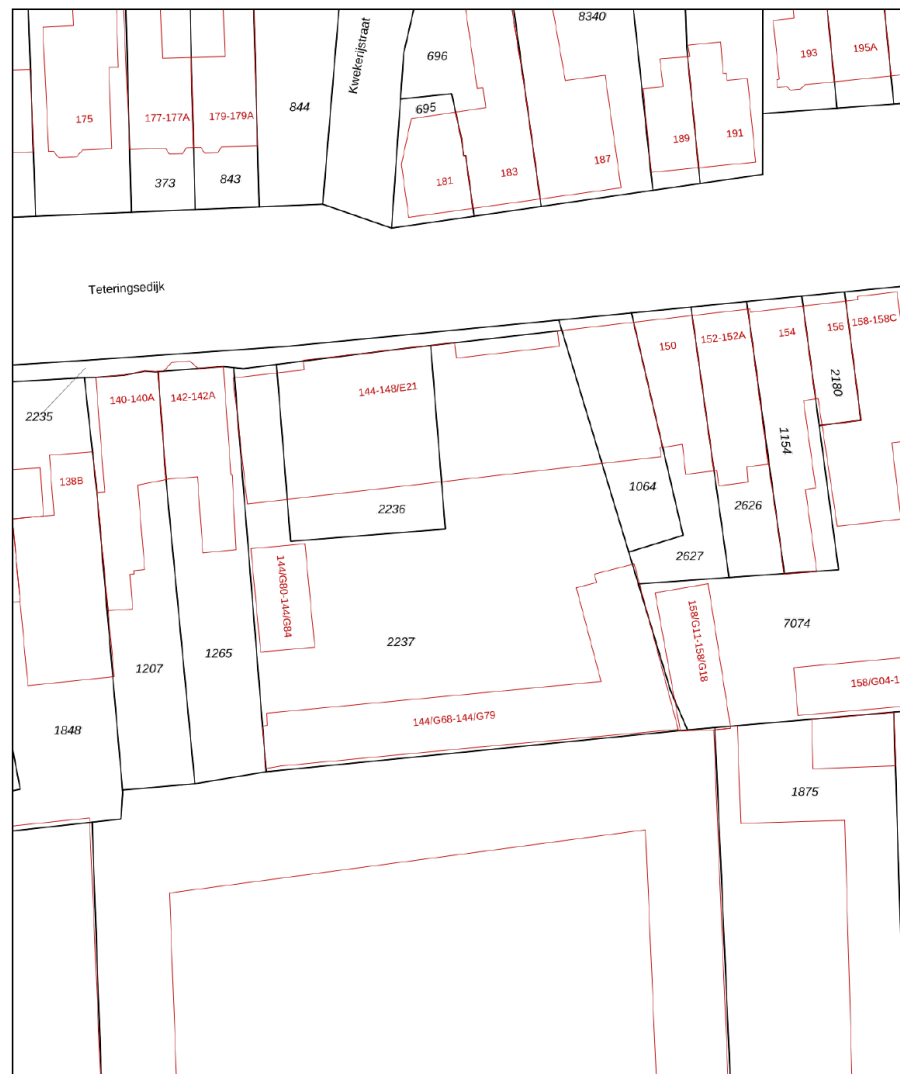 8340
Kwekerijstraat
696
193
195A
844
695
175
177-177A
179-179A
189
191
187
183
181
373
843
Teteringsedijk
150
152-152A
154
156
158-158C
2180
144-148/E21
140-140A
142-142A
2235
1154
138B
1064
2626
2236
2627
144/G80-144/G84
158/G11-158/G18
7074
2237
1265
1207
158/G04-1
144/G68-144/G79
1848
1875